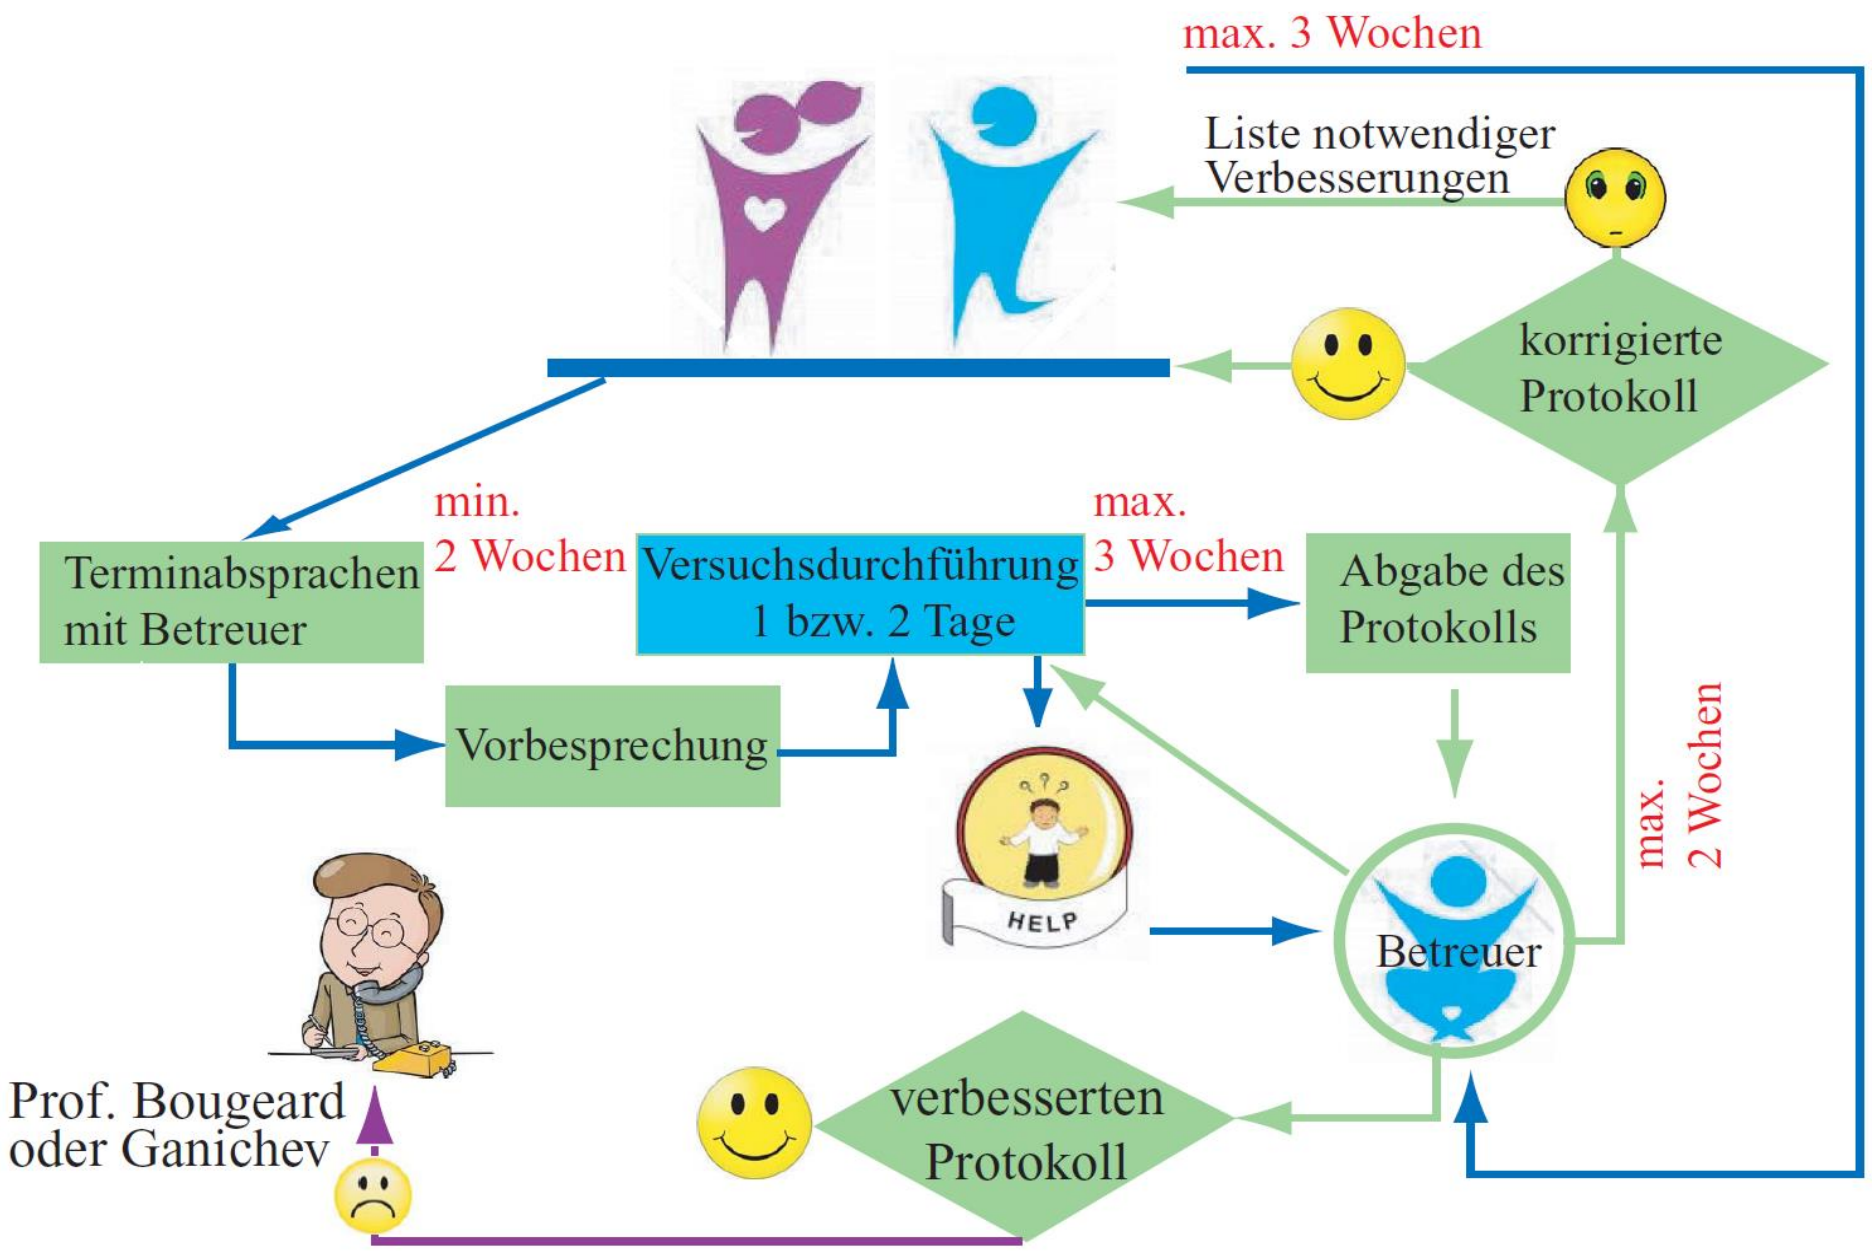 max. 3 Wochen
Liste notwendiger
Verbesserungen
korrigierte
Protokoll
Terminabsprachen
mit Betreuer
min.
2 Wochen
Versuchsdurchführung
1 bzw. 2 Tage
max.
3 Wochen
Abgabe des
Protokolls
Vorbesprechung
? ? ?
HELP
Betreuer
max.
2 Wochen
verbesserten
Protokoll
Prof. Bougeard
oder Ganichev